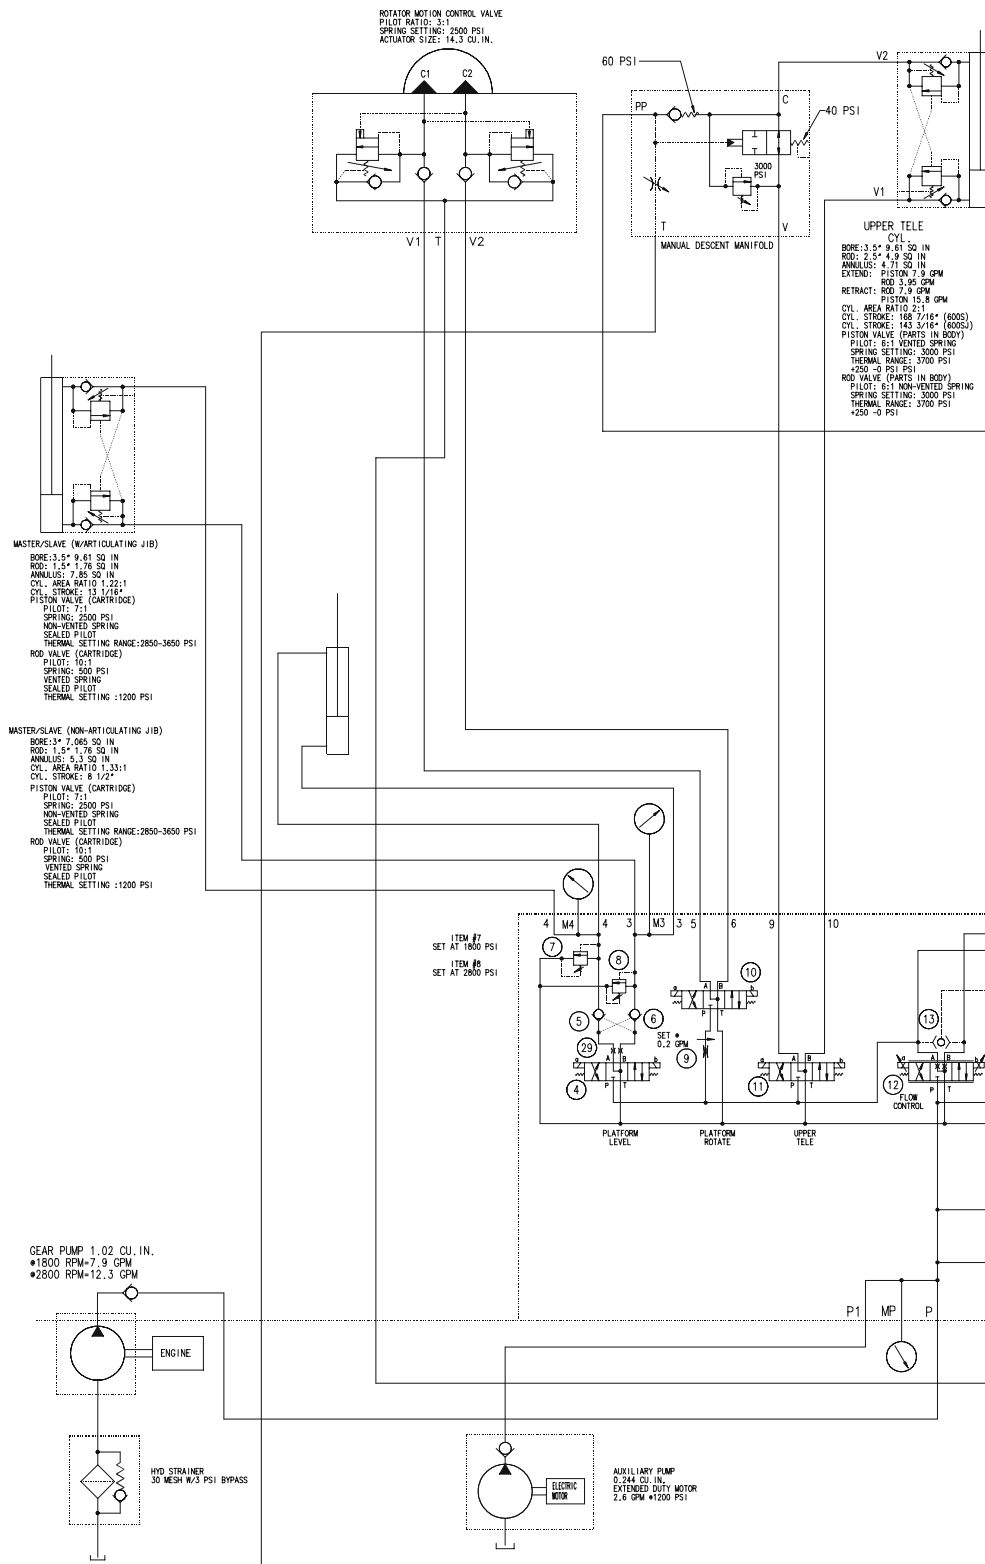 ROTATOR MOTION CONTROL VALVE
PILOT RATIO: 3:1
SPRING SETTING: 2500 PSI
ACTUATOR SIZE: 14.3 CU.IN.
C1
C2
V1
T
V2
60 PSI
PP
C
40 PSI
3000
PSI
T
V
MANUAL DESCENT MANIFOLD
V2
V1
UPPER TELE
CYL.
BORE:3.5" 9.61 SQ IN
ROD: 2.5" 4.9 SQ IN
ANNULUS: 4.71 SQ IN
EXTEND: PISTON 7.9 GPM
ROD 3.95 GPM
RETRACT: ROD 7.9 GPM
PISTON 15.8 GPM
CYL. AREA RATIO 2:1
CYL. STROKE: 168 7/16" (600S)
CYL. STROKE: 143 3/16" (600SJ)
PISTON VALVE (PARTS IN BODY)
PILOT: 6:1 VENTED SPRING
SPRING SETTING: 3000 PSI
THERMAL RANGE: 3700 PSI
+250 -0 PSI PSI
ROD VALVE (PARTS IN BODY)
PILOT: 6:1 NON-VENTED SPRING
SPRING SETTING: 3000 PSI
THERMAL RANGE: 3700 PSI
+250 -0 PSI
MASTER/SLAVE (W/ARTICULATING JIB)
BORE:3.5" 9.61 SQ IN
ROD: 1.5" 1.76 SQ IN
ANNULUS: 7.85 SQ IN
CYL. AREA RATIO 1.22:1
CYL. STROKE: 13 1/16"
PISTON VALVE (CARTRIDGE)
PILOT: 7:1
SPRING: 2500 PSI
NON-VENTED SPRING
SEALED PILOT
THERMAL SETTING RANGE:2850-3650 PSI
ROD VALVE (CARTRIDGE)
PILOT: 10:1
SPRING: 500 PSI
VENTED SPRING
SEALED PILOT
THERMAL SETTING :1200 PSI
MASTER/SLAVE (NON-ARTICULATING JIB)
BORE:3" 7.065 SQ IN
ROD: 1.5" 1.76 SQ IN
ANNULUS: 5.3 SQ IN
CYL. AREA RATIO 1.33:1
CYL. STROKE: 8 1/2"
PISTON VALVE (CARTRIDGE)
PILOT: 7:1
SPRING: 2500 PSI
NON-VENTED SPRING
SEALED PILOT
THERMAL SETTING RANGE:2850-3650 PSI
ROD VALVE (CARTRIDGE)
PILOT: 10:1
SPRING: 500 PSI
VENTED SPRING
SEALED PILOT
THERMAL SETTING :1200 PSI
4 M4 4 3 M3 3 5 6 9 10
ITEM #7
SET AT 1800 PSI
ITEM #8
SET AT 2800 PSI
7
8
10
a A B b
P T
5
6
13
SET @
0.2 GPM
9
29
a A B b
4
P T
a A B b
11
P T
a A B b
12
P T
FLOW
CONTROL
PLATFORM
LEVEL
PLATFORM
ROTATE
UPPER
TELE
GEAR PUMP 1.02 CU.IN.
@1800 RPM=7.9 GPM
@2800 RPM=12.3 GPM
P1 MP P
ENGINE
HYD STRAINER
30 MESH W/3 PSI BYPASS
ELECTRIC
MOTOR
AUXILIARY PUMP
0.244 CU.IN.
EXTENDED DUTY MOTOR
2.6 GPM @1200 PSI